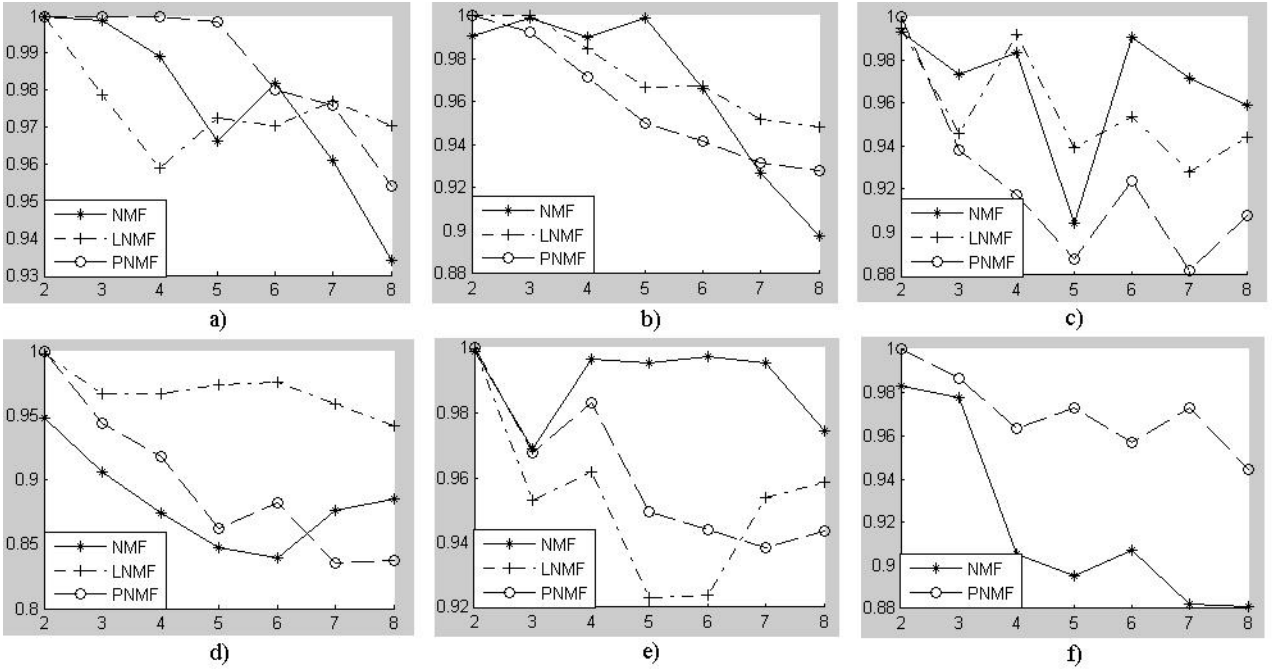 1
0.99
0.98
0.97
0.96
0.95
0.94
0.93
NMF
LNMF
PNMF
2 3 4 5 6 7 8
a)
1
0.98
0.96
0.94
0.92
0.9
0.88
NMF
LNMF
PNMF
2 3 4 5 6 7 8
b)
1
0.98
0.96
0.94
0.92
0.9
0.88
NMF
LNMF
PNMF
2 3 4 5 6 7 8
c)
1
0.95
0.9
0.85
0.8
NMF
LNMF
PNMF
2 3 4 5 6 7 8
d)
1
0.98
0.96
0.94
0.92
NMF
LNMF
PNMF
2 3 4 5 6 7 8
e)
1
0.98
0.96
0.94
0.92
0.9
0.88
NMF
PNMF
2 3 4 5 6 7 8
f)